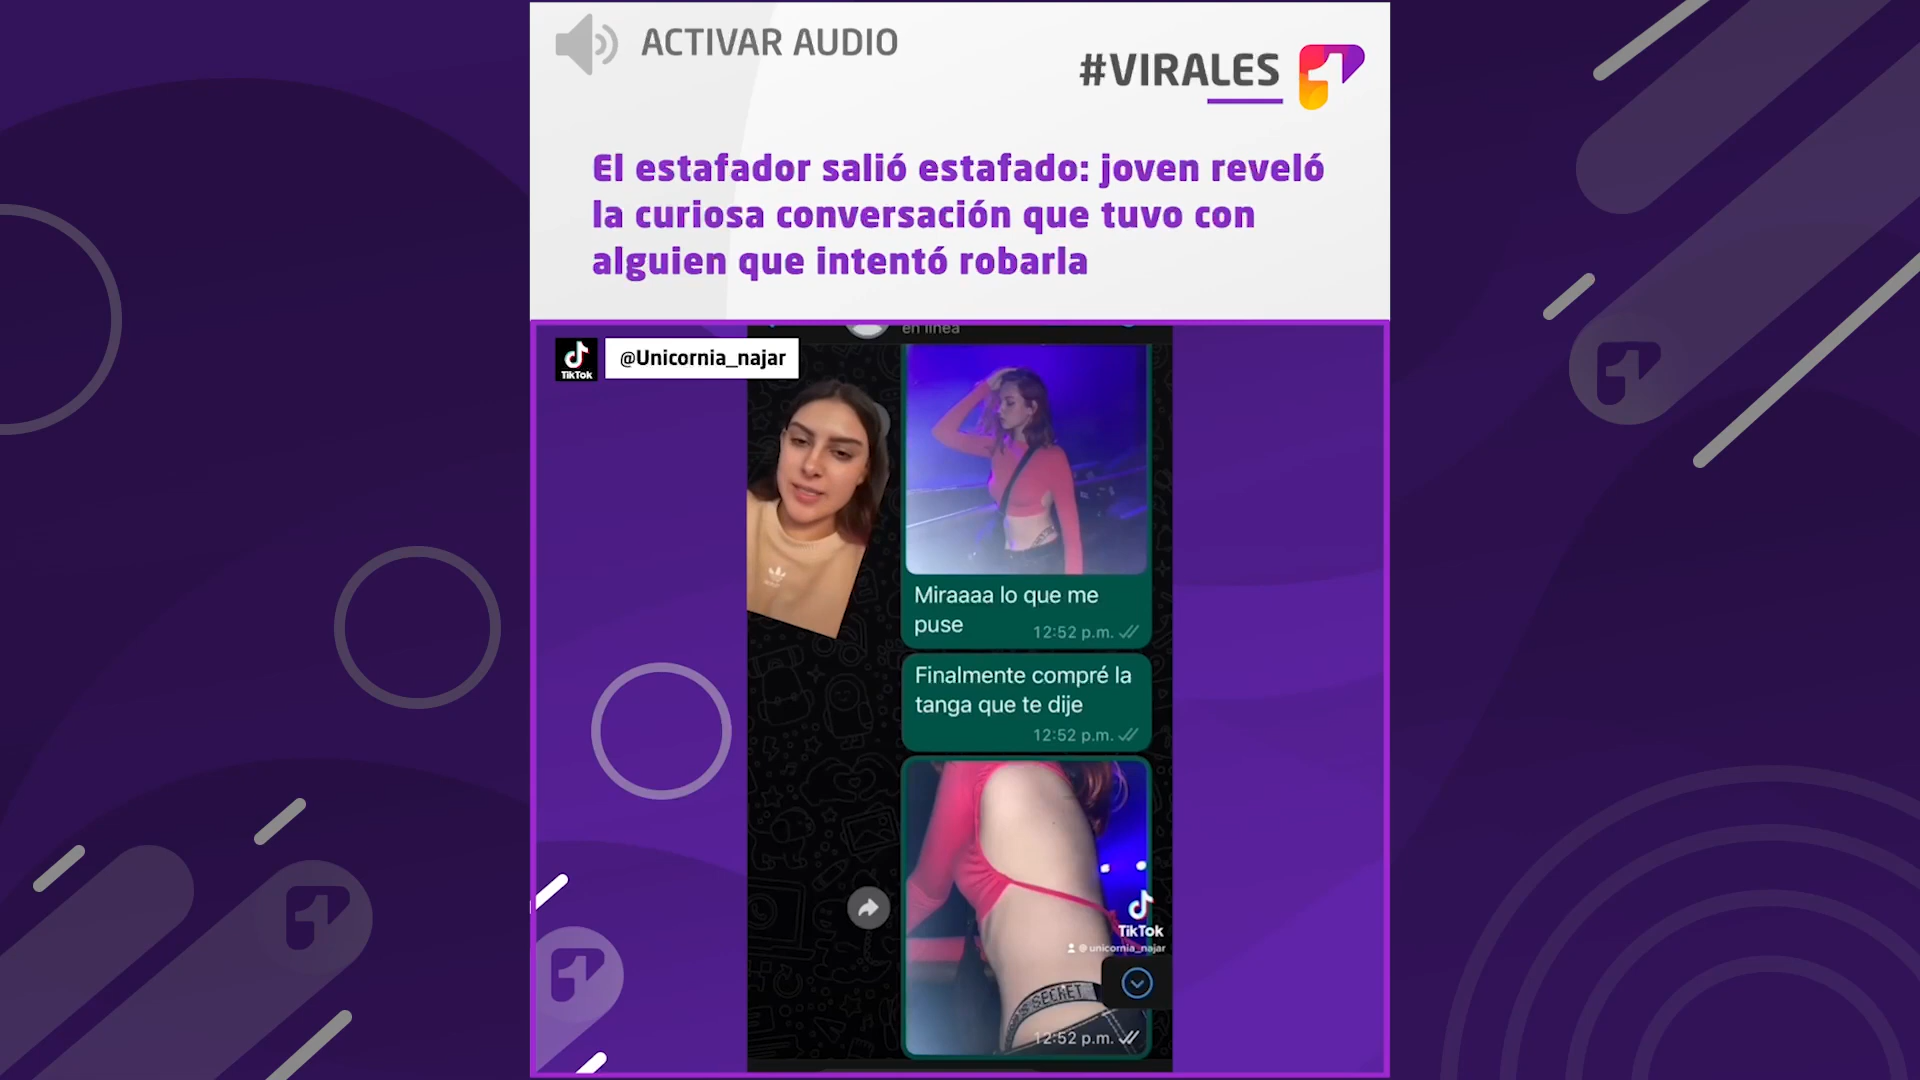 ACTIVAR AUDIO
#VIRALES
El estafador salió estafado: joven reveló
la curiosa conversación que tuvo con
alguien que intentó robarla
TikTok
@Unicornia_najar
en línea
Miraaaa lo que me
puse
12:52 p.m.
Finalmente compré la
tanga que te dije
12:52 p.m.
TikTok
@unicornia_najar
SECRET
12:52 p.m.